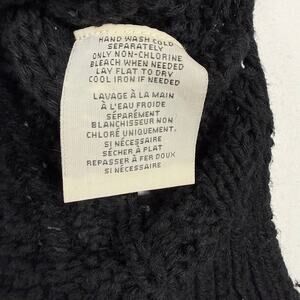 HAND WASH COLD
SEPARATELY
ONLY NON-CHLORINE
BLEACH WHEN NEEDED
LAY FLAT TO DRY
COOL IRON IF NEEDED
LAVAGE À LA MAIN
À L'EAU FROIDE
SÉPARÉMENT
BLANCHISSEUR NON
CHLORÉ UNIQUEMENT,
SI NÉCESSAIRE
SÉCHER À PLAT
REPASSER À FER DOUX
SI NÉCESSAIRE